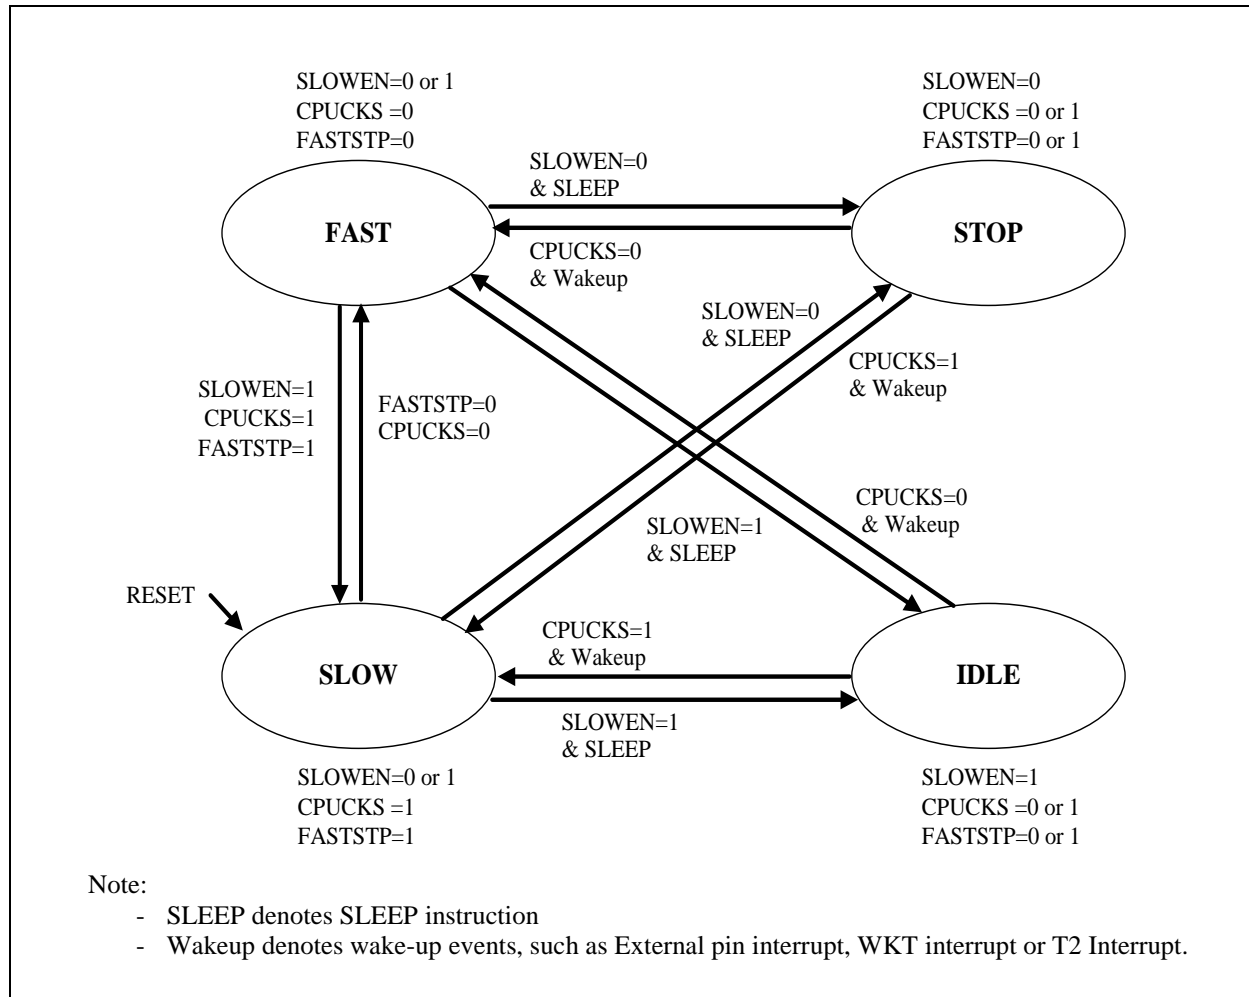 SLOWEN=0 or 1
CPUCKS =0
FASTSTP=0
SLOWEN=0
CPUCKS =0 or 1
FASTSTP=0 or 1
SLOWEN=0
& SLEEP
FAST
STOP
CPUCKS=0
& Wakeup
SLOWEN=0
& SLEEP
CPUCKS=1
& Wakeup
SLOWEN=1
CPUCKS=1
FASTSTP=1
FASTSTP=0
CPUCKS=0
CPUCKS=0
& Wakeup
SLOWEN=1
& SLEEP
RESET
CPUCKS=1
& Wakeup
SLOW
IDLE
SLOWEN=1
& SLEEP
SLOWEN=0 or 1
CPUCKS =1
FASTSTP=1
SLOWEN=1
CPUCKS =0 or 1
FASTSTP=0 or 1
Note:
- SLEEP denotes SLEEP instruction
- Wakeup denotes wake-up events, such as External pin interrupt, WKT interrupt or T2 Interrupt.